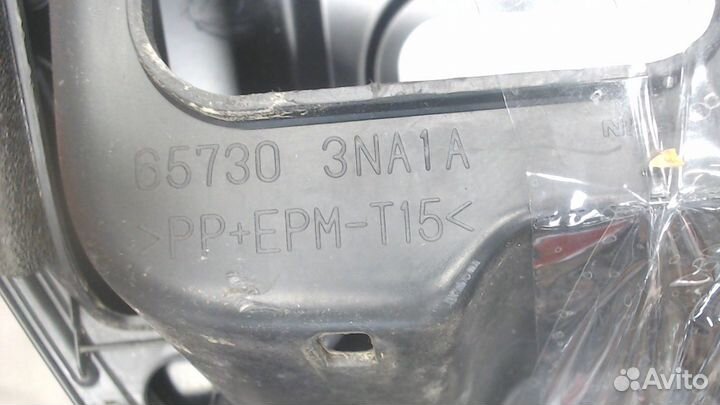 65730 3NA1A
>PP+EPM-T15<
N
Avito